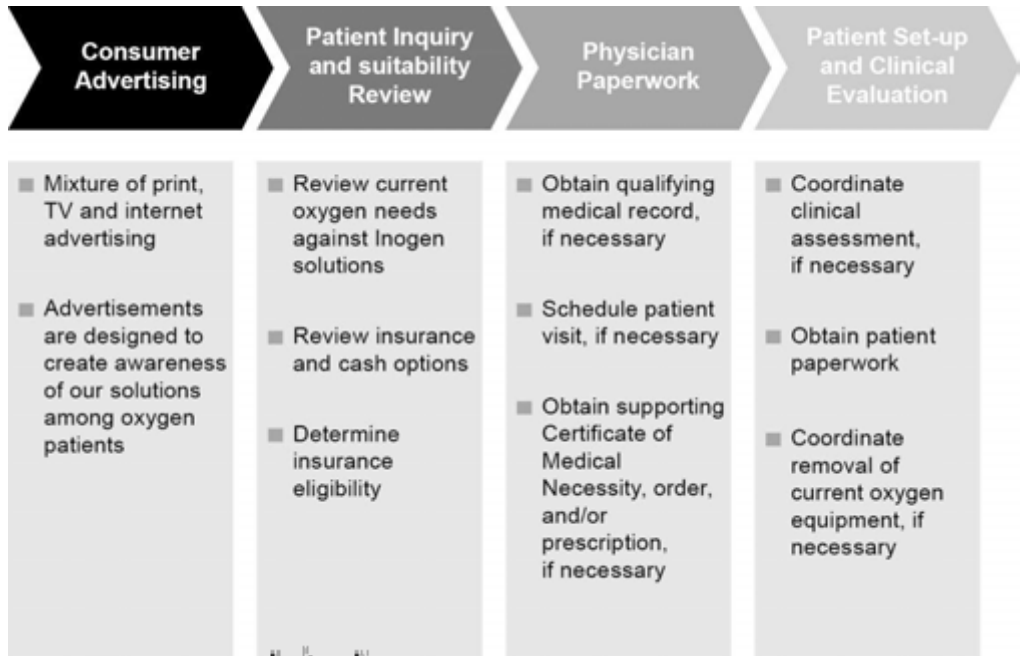 Consumer
Advertising
Patient Inquiry
and suitability
Review
Physician
Paperwork
Patient Set-up
and Clinical
Evaluation
Mixture of print,
TV and internet
advertising
Advertisements
are designed to
create awareness
of our solutions
among oxygen
patients
Review current
oxygen needs
against Inogen
solutions
Review insurance
and cash options
Determine
insurance
eligibility
Obtain qualifying
medical record,
if necessary
Schedule patient
visit, if necessary
Obtain supporting
Certificate of
Medical
Necessity, order,
and/or
prescription,
if necessary
Coordinate
clinical
assessment,
if necessary
Obtain patient
paperwork
Coordinate
removal of
current oxygen
equipment, if
necessary